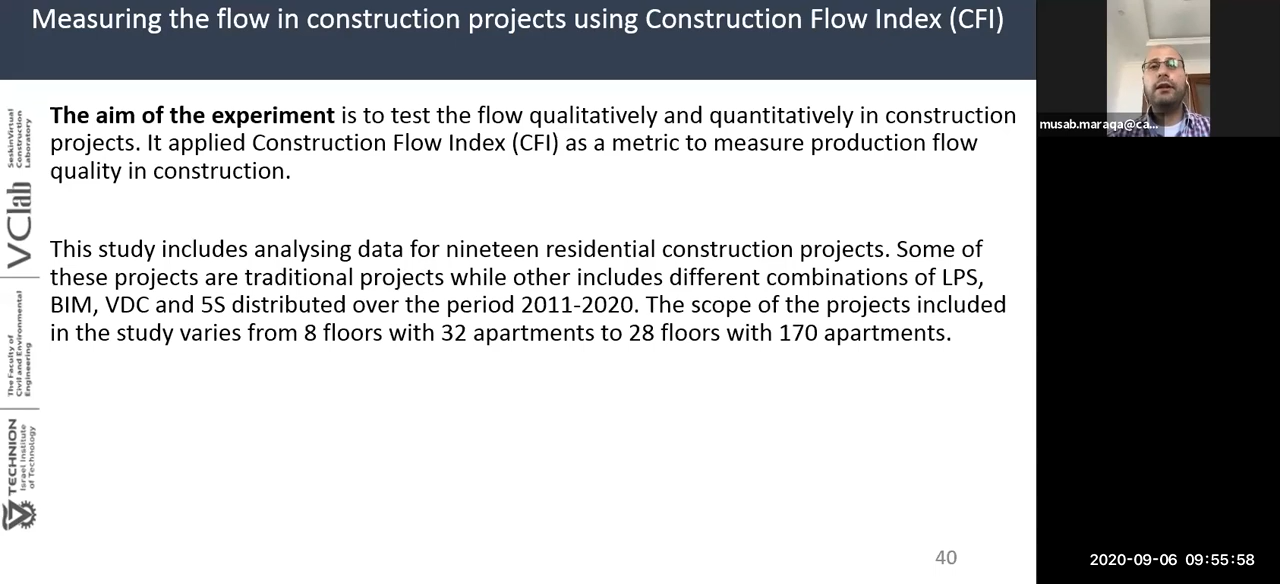 Measuring the flow in construction projects using Construction Flow Index (CFI)
The aim of the experiment is to test the flow qualitatively and quantitatively in construction
projects. It applied Construction Flow Index (CFI) as a metric to measure production flow
quality in construction.
This study includes analysing data for nineteen residential construction projects. Some of
these projects are traditional projects while other includes different combinations of LPS,
BIM, VDC and 5S distributed over the period 2011-2020. The scope of the projects included
in the study varies from 8 floors with 32 apartments to 28 floors with 170 apartments.
40
VClab
SeskinVirtual
Construction
Laboratory
The Faculty of
Civil and Environmental
Engineering
TECHNION
Israel Institute
of Technology
musab.maraqa@ca...
2020-09-06 09:55:58